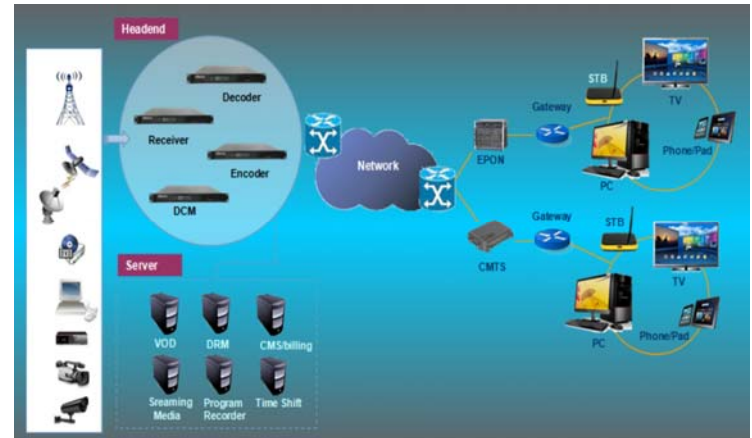 Headend
Decoder
Receiver
Encoder
DCM
Network
Server
VOD
DRM
CMS/billing
Sreaming
Media
Program
Recorder
Time Shift
EPON
Gateway
STB
TV
PC
Phone/Pad
CMTS
Gateway
STB
TV
PC
Phone/Pad